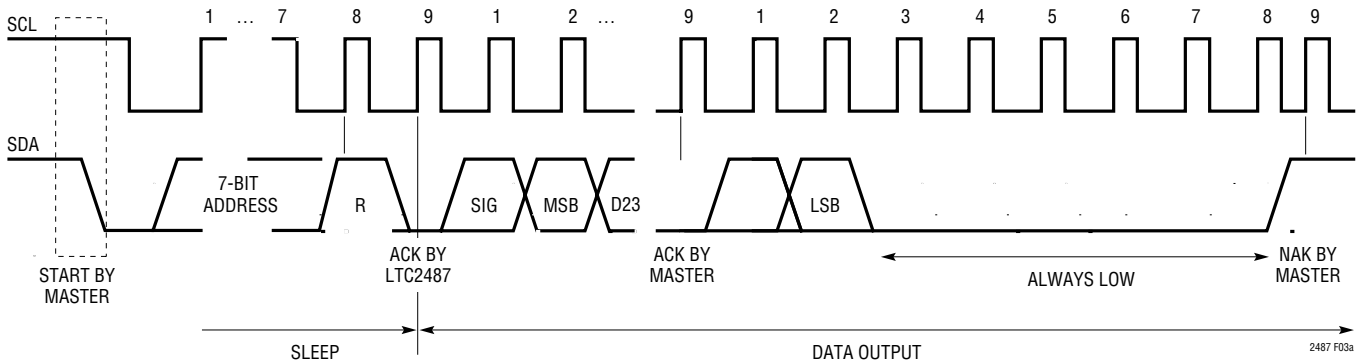 SCL
1 ... 7 8 9 1 2 ... 9 1 2 3 4 5 6 7 8 9
SDA
7-BIT
ADDRESS
R
SIG
MSB
D23
LSB
START BY
MASTER
ACK BY
LTC2487
ACK BY
MASTER
ALWAYS LOW
NAK BY
MASTER
SLEEP
DATA OUTPUT
2487 F03a